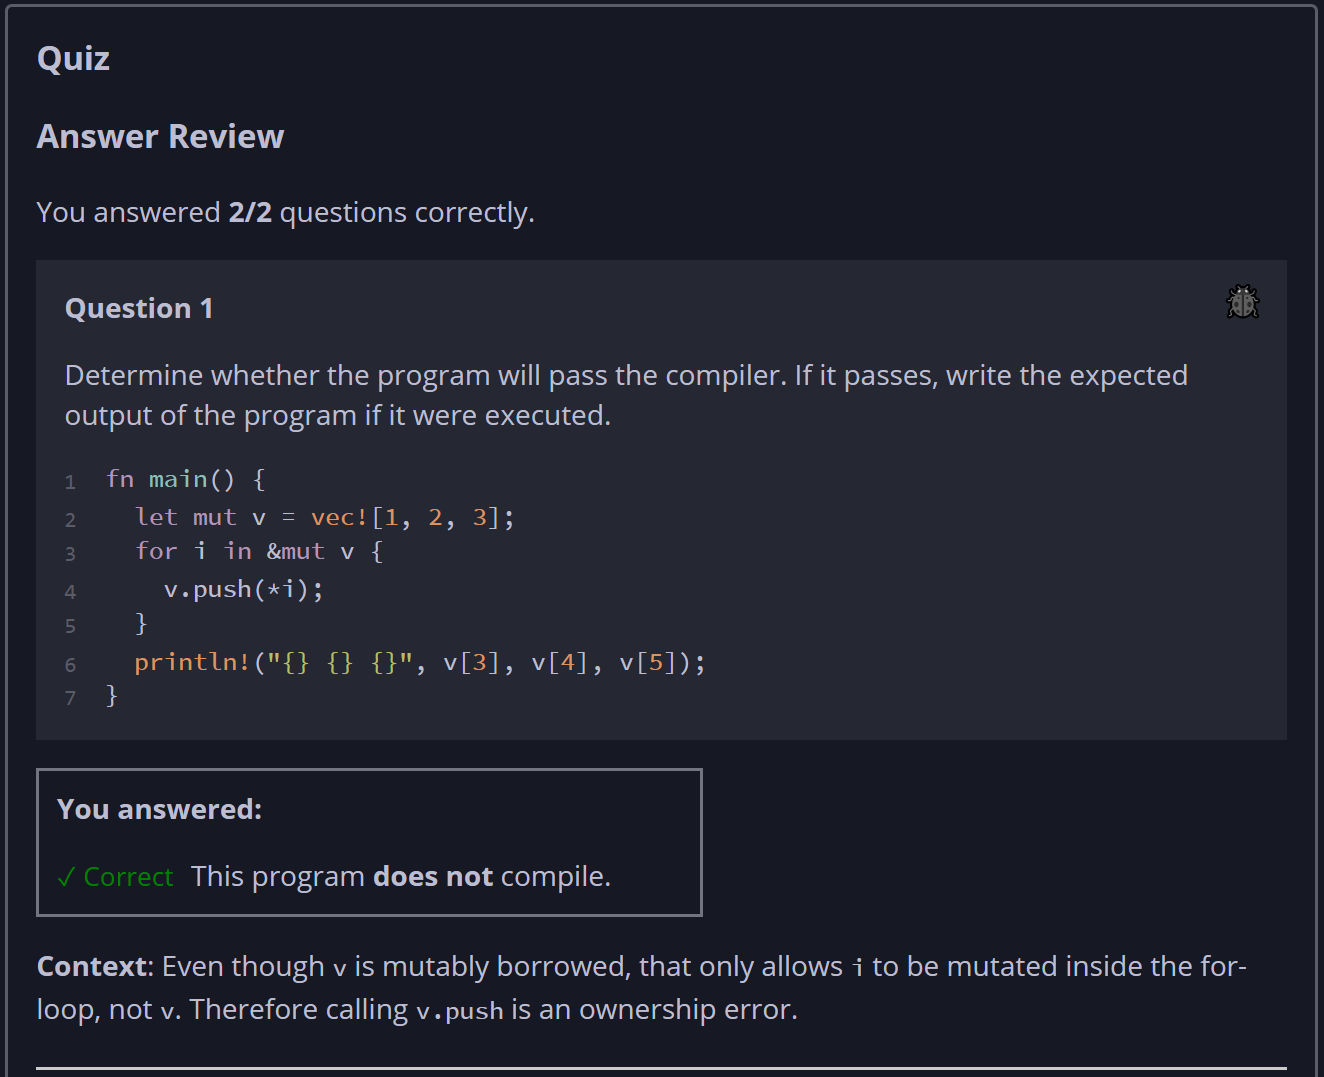 Quiz
Answer Review
You answered 2/2 questions correctly.
Question 1
Determine whether the program will pass the compiler. If it passes, write the expected
output of the program if it were executed.
1 fn main() {
2   let mut v = vec![1, 2, 3];
3   for i in &mut v {
4     v.push(*i);
5   }
6   println!("{} {} {}", v[3], v[4], v[5]);
7 }
You answered:
✓ Correct This program does not compile.
Context: Even though v is mutably borrowed, that only allows i to be mutated inside the for-
loop, not v. Therefore calling v.push is an ownership error.